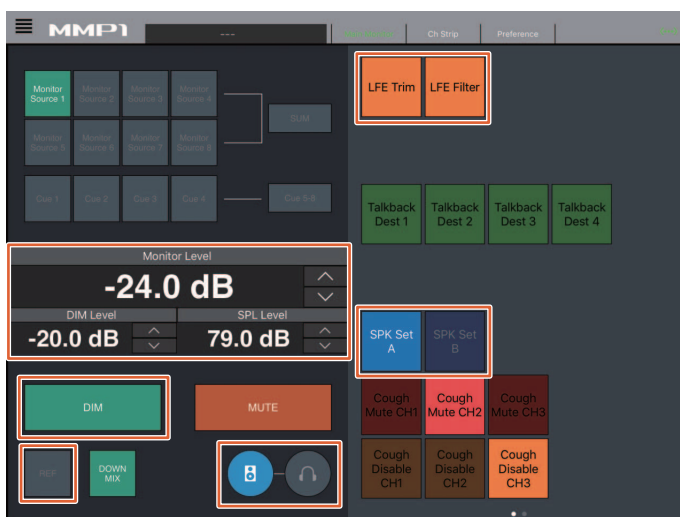 MMP1
---
Ch Strip
Preference
Monitor Source 1
Monitor Source 2
Monitor Source 3
Monitor Source 4
SUM
Monitor Source 5
Monitor Source 6
Monitor Source 7
Monitor Source 8
Cue 1
Cue 2
Cue 3
Cue 4
Cue 5-8
Monitor Level
-24.0 dB
DIM Level
SPL Level
-20.0 dB
79.0 dB
DIM
MUTE
REF
DOWN MIX
LFE Trim
LFE Filter
Talkback Dest 1
Talkback Dest 2
Talkback Dest 3
Talkback Dest 4
SPK Set A
SPK Set B
Cough Mute CH1
Cough Mute CH2
Cough Mute CH3
Cough Disable CH1
Cough Disable CH2
Cough Disable CH3